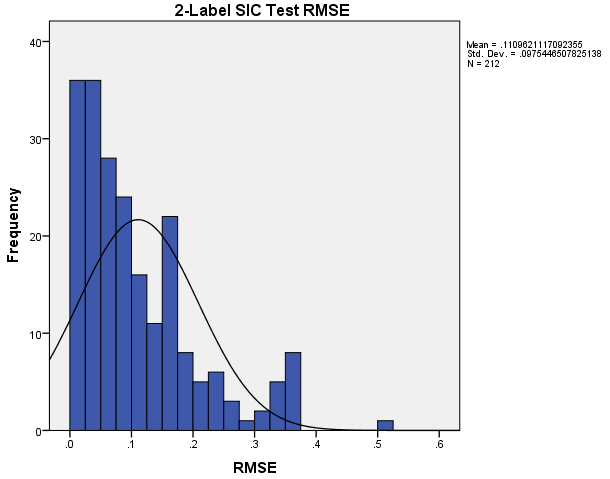 2-Label SIC Test RMSE
Mean = .1109621117092355
Std. Dev. = .0975446507825138
N = 212
Frequency
40
30
20
10
0
.0 .1 .2 .3 .4 .5 .6
RMSE